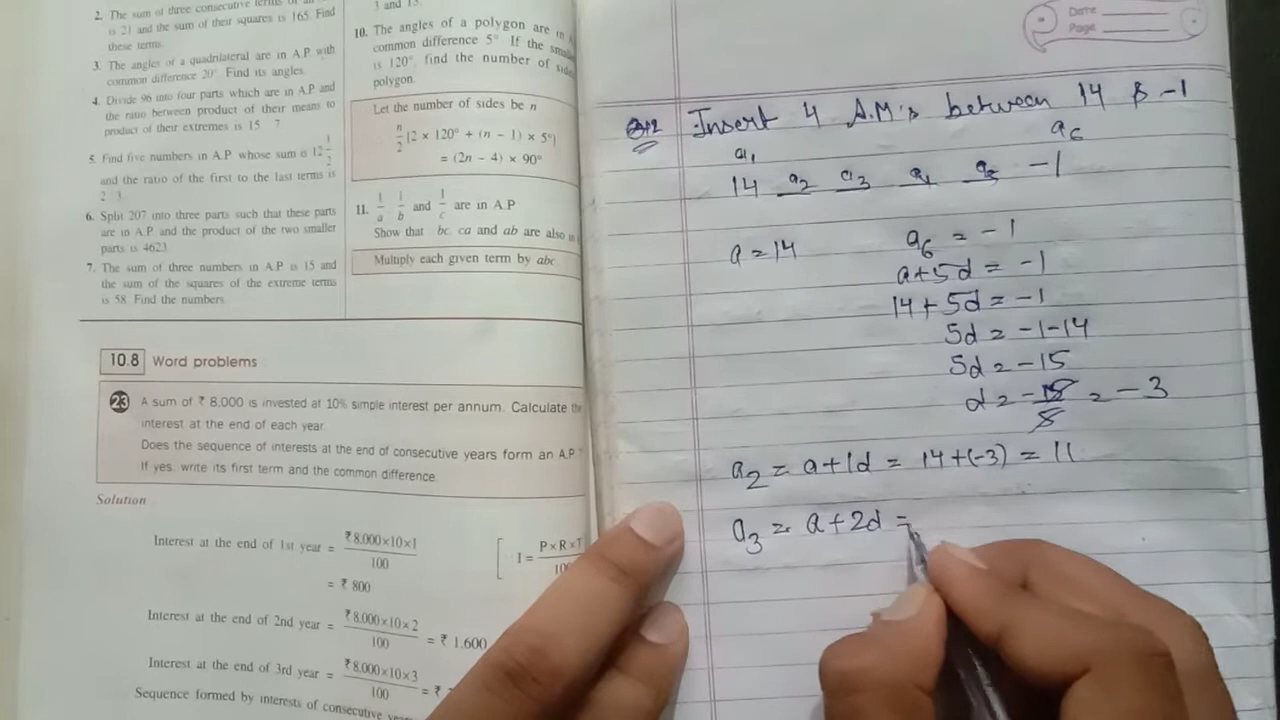 2. The sum of three consecutive terms of an
is 21 and the sum of their squares is 165. Find
these terms.
3. The angles of a quadrilateral are in A.P. with
common difference 20°. Find its angles.
4. Divide 96 into four parts which are in A.P and
the ratio between product of their means to
product of their extremes is 15 : 7
5. Find five numbers in A.P. whose sum is 12 1/2
and the ratio of the first to the last terms is
2 : 3.
6. Split 207 into three parts such that these parts
are in A.P. and the product of the two smaller
parts is 4623.
7. The sum of three numbers in A.P. is 15 and
the sum of the squares of the extreme terms
is 58. Find the numbers.
3 and 15.
10. The angles of a polygon are in
common difference 5°. If the
is 120°, find the number of sides
polygon.
Let the number of sides be n
n/2 [2 × 120° + (n − 1) × 5°]
= (2n − 4) × 90°
11. 1/a, 1/b and 1/c are in A.P
Show that bc, ca and ab are also in
Multiply each given term by abc
10.8 Word problems
23 A sum of ₹ 8,000 is invested at 10% simple interest per annum. Calculate the
interest at the end of each year.
Does the sequence of interests at the end of consecutive years form an A.P.?
If yes, write its first term and the common difference.
Solution
Interest at the end of 1st year = ₹8,000×10×1/100
[ I = P×R×T
= ₹ 800
Interest at the end of 2nd year = ₹8,000×10×2/100 = ₹ 1,600
Interest at the end of 3rd year = ₹8,000×10×3/100 = ₹
Sequence formed by interests of consecutive
Date
Page
Insert 4 A.M's between 14 & -1
a1 a6
14 a2 a3 a4 a5 -1
a = 14 a6 = -1
a+5d = -1
14+5d = -1
5d = -1-14
5d = -15
d = -15/5 = -3
a2 = a+1d = 14+(-3) = 11
a3 = a+2d =